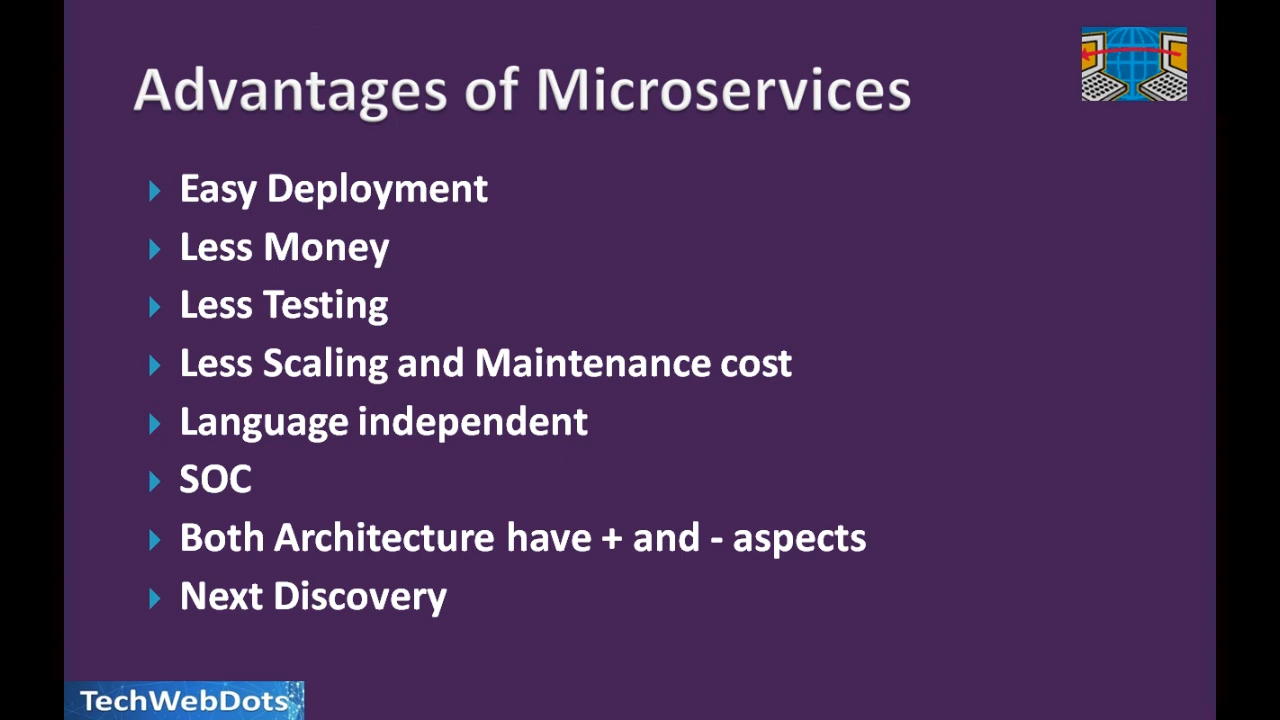 Advantages of Microservices
Easy Deployment
Less Money
Less Testing
Less Scaling and Maintenance cost
Language independent
SOC
Both Architecture have + and - aspects
Next Discovery
TechWebDots